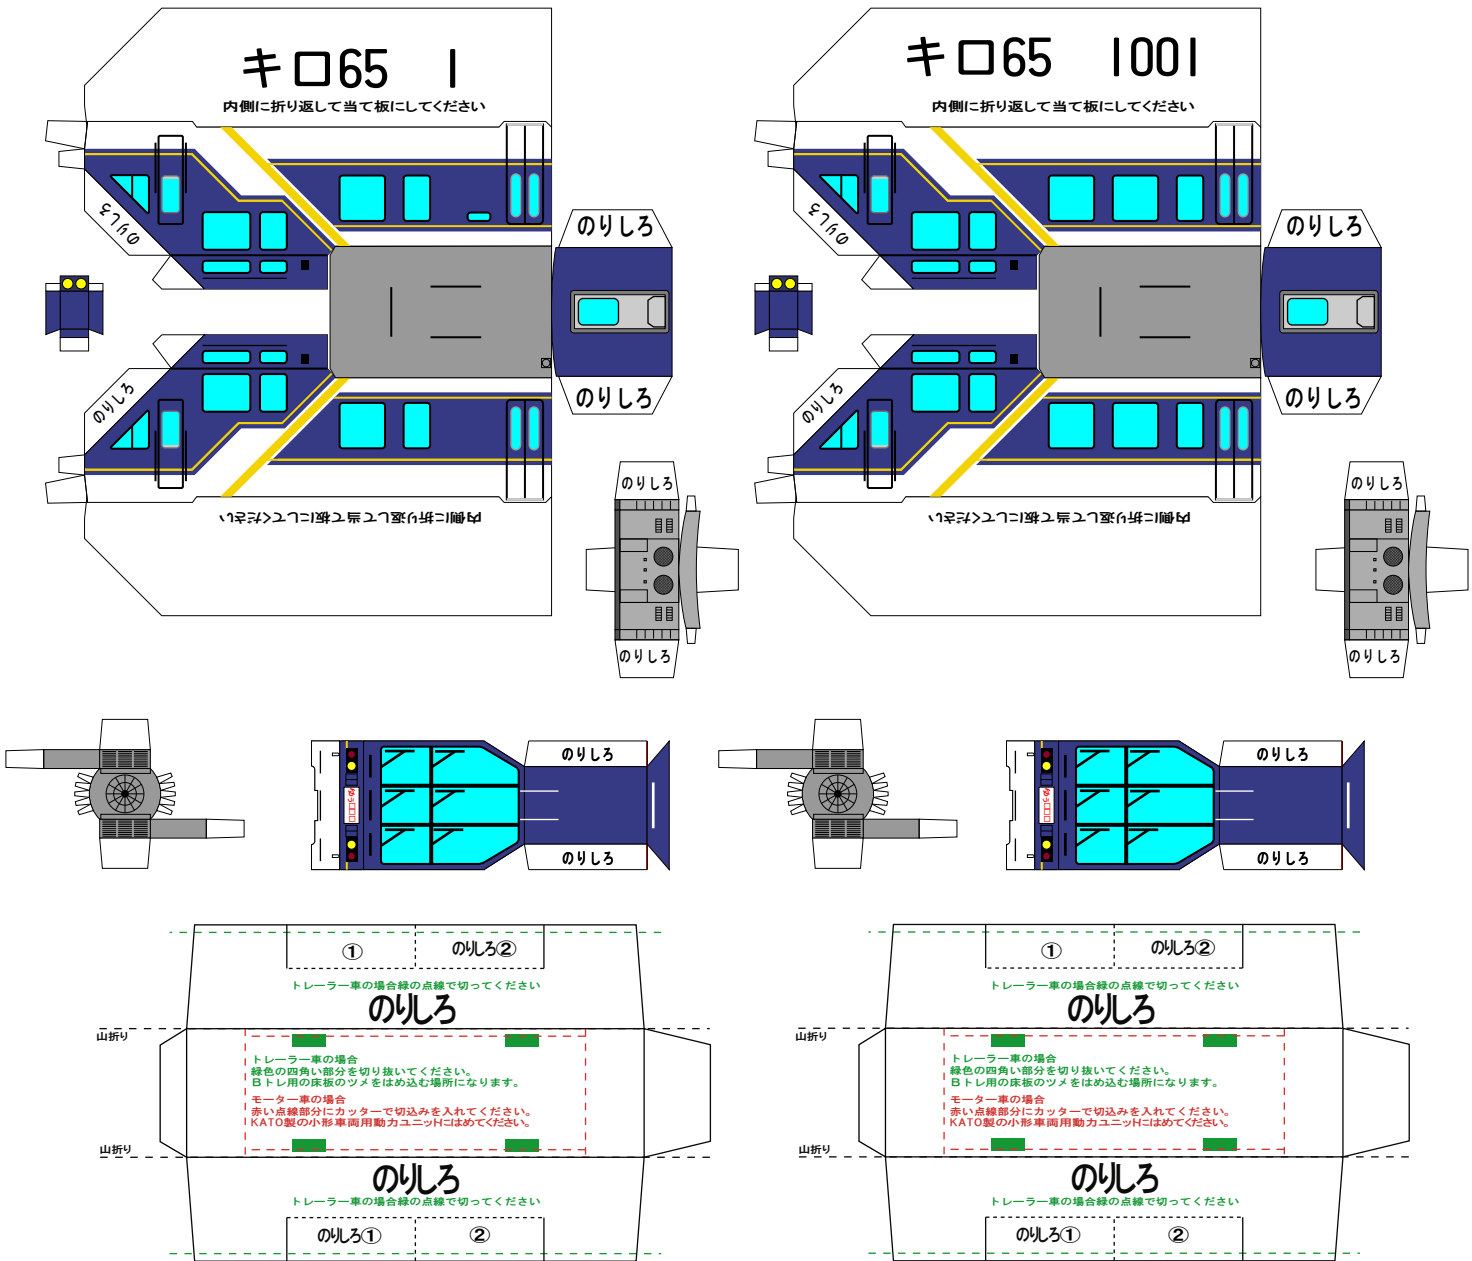 キロ65 1
内側に折り返して当て板にしてください
のりしろ
のりしろ
のりしろ
のりしろ
内側に折り返して当て板にしてください
のりしろ
のりしろ
キロ65 1001
内側に折り返して当て板にしてください
のりしろ
のりしろ
のりしろ
のりしろ
内側に折り返して当て板にしてください
のりしろ
のりしろ
のりしろ
のりしろ
ゆぅ□□□
のりしろ
のりしろ
ゆぅ□□□
① のりしろ②
トレーラー車の場合緑の点線で切ってください
のりしろ
山折り
トレーラー車の場合
緑色の四角い部分を切り抜いてください。
Bトレ用の床板のツメをはめ込む場所になります。
モーター車の場合
赤い点線部分にカッターで切込みを入れてください。
KATO製の小形車両用動力ユニットにはめてください。
山折り
のりしろ
トレーラー車の場合緑の点線で切ってください
のりしろ① ②
① のりしろ②
トレーラー車の場合緑の点線で切ってください
のりしろ
山折り
トレーラー車の場合
緑色の四角い部分を切り抜いてください。
Bトレ用の床板のツメをはめ込む場所になります。
モーター車の場合
赤い点線部分にカッターで切込みを入れてください。
KATO製の小形車両用動力ユニットにはめてください。
山折り
のりしろ
トレーラー車の場合緑の点線で切ってください
のりしろ① ②